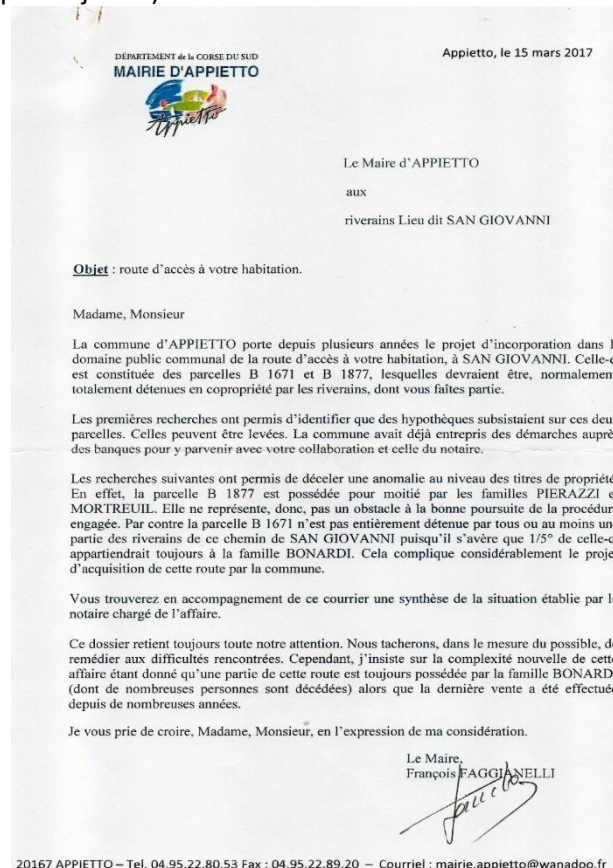 DÉPARTEMENT de la CORSE DU SUD
MAIRIE D'APPIETTO
Appietto
Appietto, le 15 mars 2017
Le Maire d'APPIETTO
aux
riverains Lieu dit SAN GIOVANNI
Objet : route d'accès à votre habitation.
Madame, Monsieur
La commune d'APPIETTO porte depuis plusieurs années le projet d'incorporation dans l
domaine public communal de la route d'accès à votre habitation, à SAN GIOVANNI. Celle-c
est constituée des parcelles B 1671 et B 1877, lesquelles devraient être, normalemen
totalement détenues en copropriété par les riverains, dont vous faîtes partie.
Les premières recherches ont permis d'identifier que des hypothèques subsistaient sur ces deu
parcelles. Celles peuvent être levées. La commune avait déjà entrepris des démarches auprè
des banques pour y parvenir avec votre collaboration et celle du notaire.
Les recherches suivantes ont permis de déceler une anomalie au niveau des titres de propriété
En effet, la parcelle B 1877 est possédée pour moitié par les familles PIERAZZI e
MORTREUIL. Elle ne représente, donc, pas un obstacle à la bonne poursuite de la procédur
engagée. Par contre la parcelle B 1671 n'est pas entièrement détenue par tous ou au moins un
partie des riverains de ce chemin de SAN GIOVANNI puisqu'il s'avère que 1/5° de celle-c
appartiendrait toujours à la famille BONARDI. Cela complique considérablement le proje
d'acquisition de cette route par la commune.
Vous trouverez en accompagnement de ce courrier une synthèse de la situation établie par l
notaire chargé de l'affaire.
Ce dossier retient toujours toute notre attention. Nous tacherons, dans le mesure du possible, d
remédier aux difficultés rencontrées. Cependant, j'insiste sur la complexité nouvelle de cett
affaire étant donné qu'une partie de cette route est toujours possédée par la famille BONARD
(dont de nombreuses personnes sont décédées) alors que la dernière vente a été effectué
depuis de nombreuses années.
Je vous prie de croire, Madame, Monsieur, en l'expression de ma considération.
Le Maire,
François FAGGIANELLI
20167 APPIETTO – Tel. 04.95.22.80.53 Fax : 04.95.22.89.20 – Courriel : mairie.appietto@wanadoo.fr